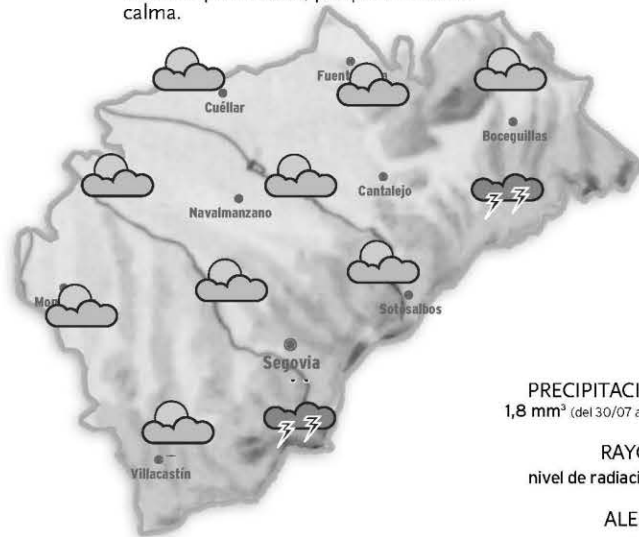 calma.
Cuéllar
Boceguillas
Cantalejo
Navalmanzano
Sotosalbos
Segovia
Villacastín
PRECIPITACI
1,8 mm³ (del 30/07 a
RAYO
nivel de radiaci
ALE